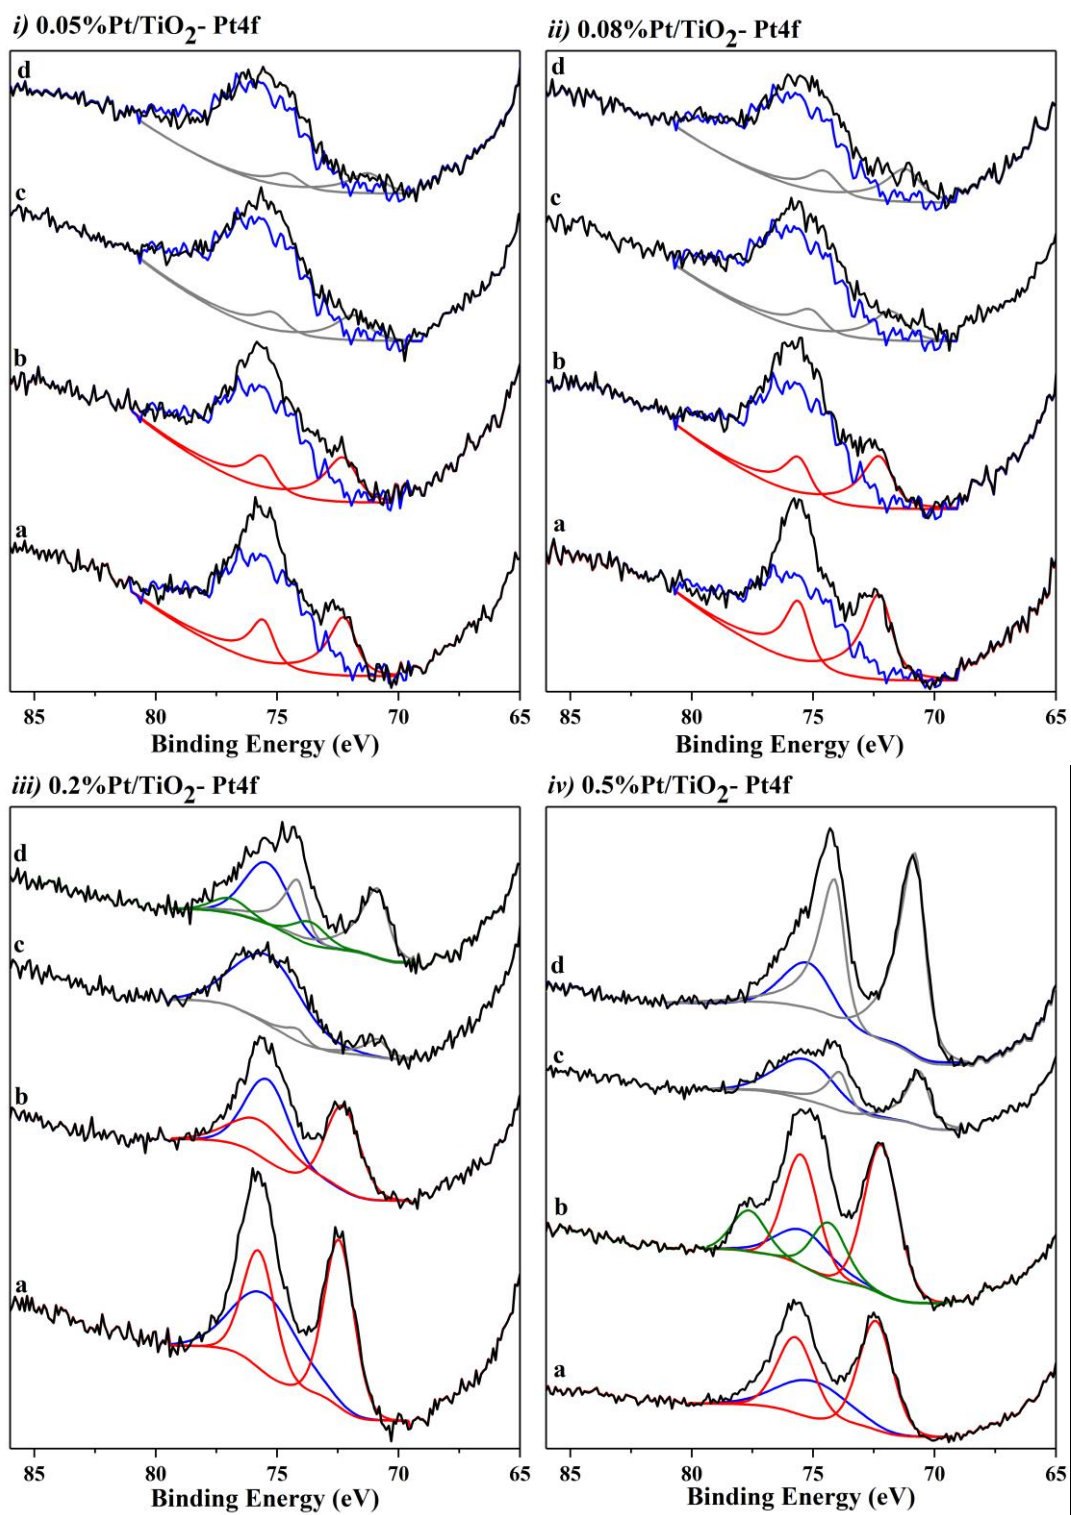 i) 0.05%Pt/TiO2- Pt4f
d
c
b
a
85 80 75 70 65
Binding Energy (eV)
ii) 0.08%Pt/TiO2- Pt4f
d
c
b
a
85 80 75 70 65
Binding Energy (eV)
iii) 0.2%Pt/TiO2- Pt4f
d
c
b
a
85 80 75 70 65
Binding Energy (eV)
iv) 0.5%Pt/TiO2- Pt4f
d
c
b
a
85 80 75 70 65
Binding Energy (eV)